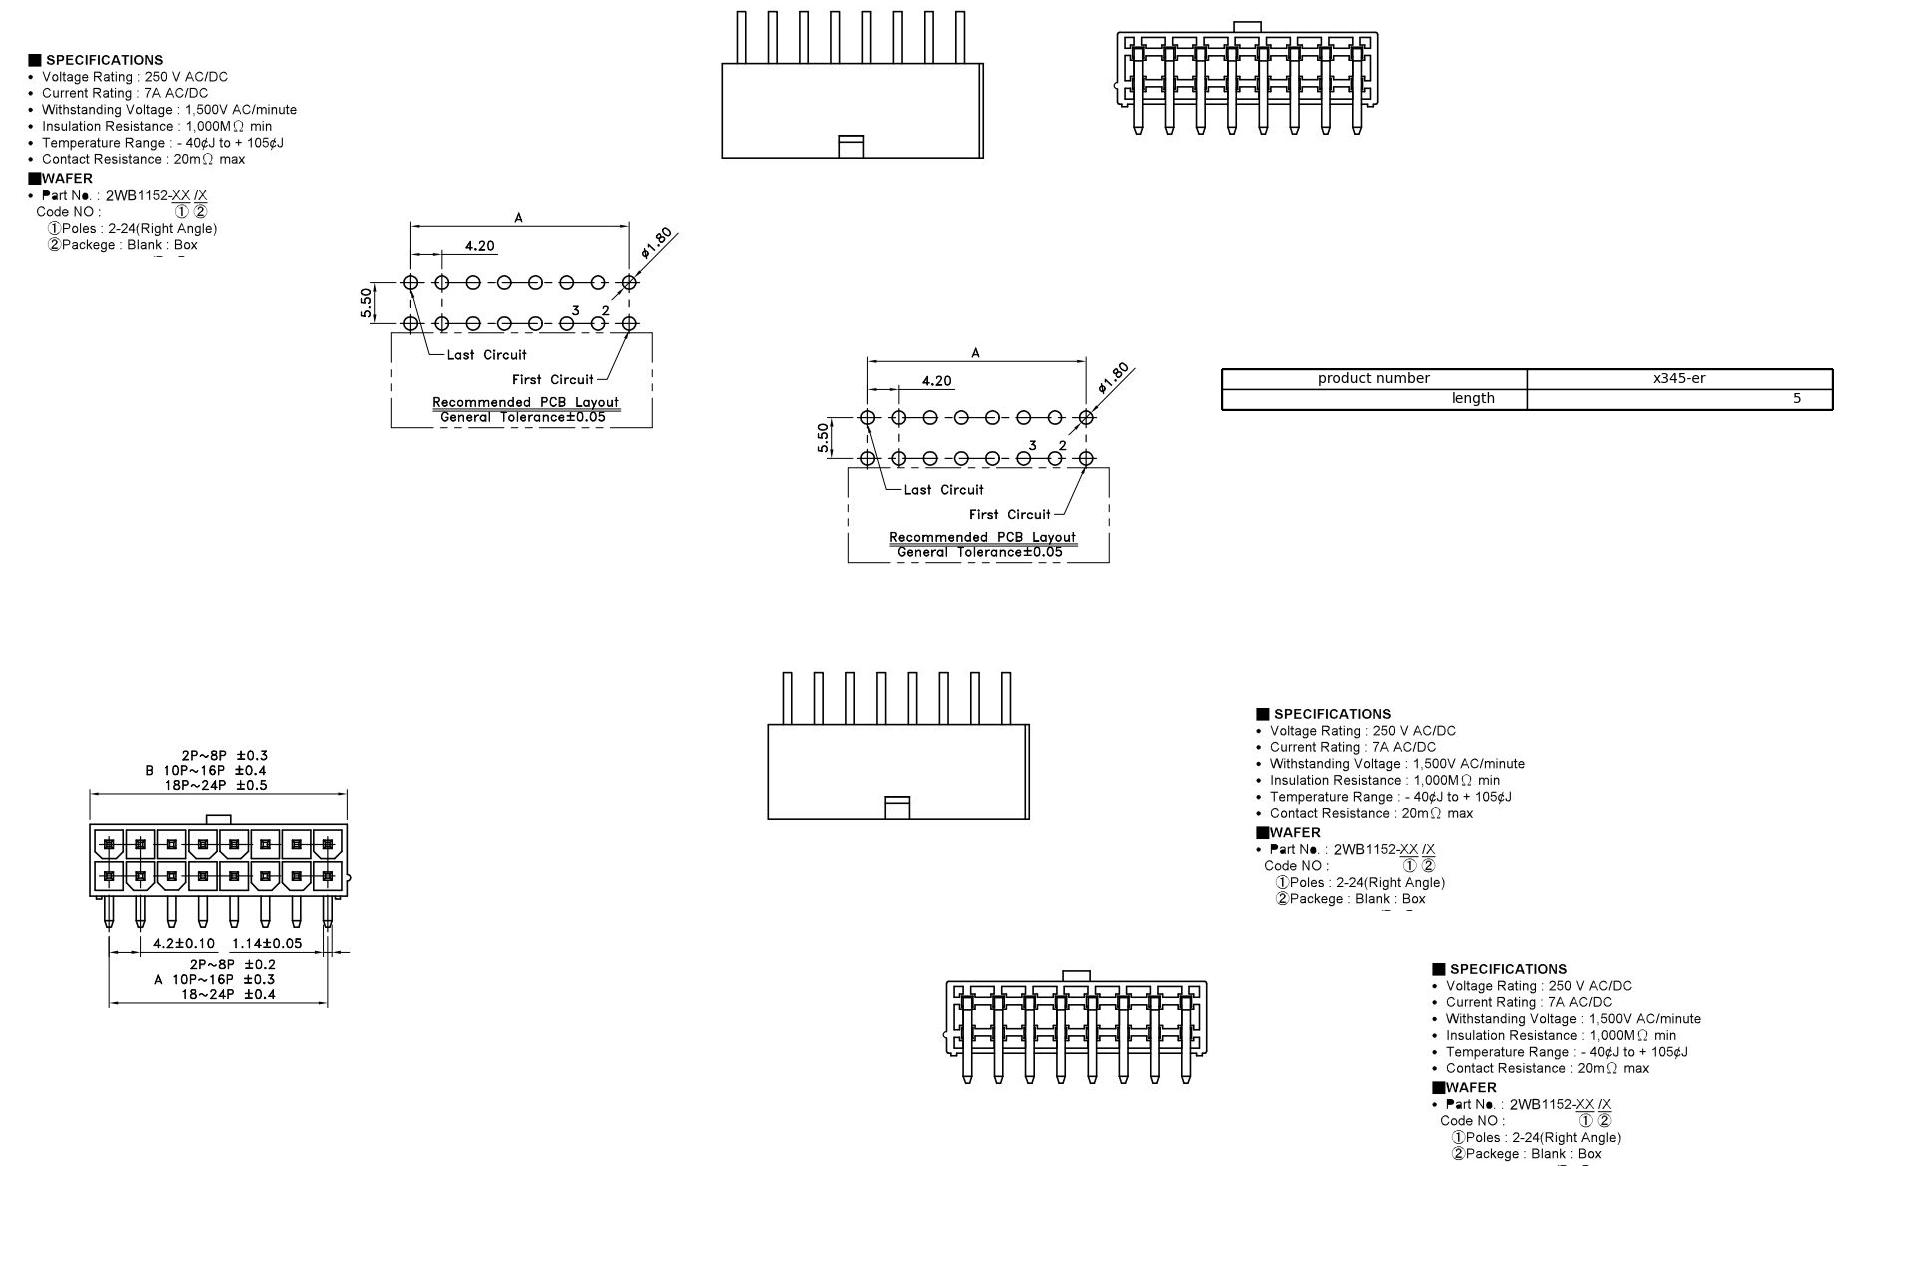 ■ SPECIFICATIONS
• Voltage Rating : 250 V AC/DC
• Current Rating : 7A AC/DC
• Withstanding Voltage : 1,500V AC/minute
• Insulation Resistance : 1,000MΩ min
• Temperature Range : - 40¢J to + 105¢J
• Contact Resistance : 20mΩ max
■WAFER
• Part No. : 2WB1152-XX /X
Code NO : ① ②
①Poles : 2-24(Right Angle)
②Packege : Blank : Box
A
4.20
ø1.80
5.50
3 2
Last Circuit
First Circuit
Recommended PCB Layout
General Tolerance±0.05
A
4.20
ø1.80
5.50
3 2
Last Circuit
First Circuit
Recommended PCB Layout
General Tolerance±0.05
product number x345-er
length 5
2P~8P ±0.3
B 10P~16P ±0.4
18P~24P ±0.5
4.2±0.10 1.14±0.05
2P~8P ±0.2
A 10P~16P ±0.3
18~24P ±0.4
■ SPECIFICATIONS
• Voltage Rating : 250 V AC/DC
• Current Rating : 7A AC/DC
• Withstanding Voltage : 1,500V AC/minute
• Insulation Resistance : 1,000MΩ min
• Temperature Range : - 40¢J to + 105¢J
• Contact Resistance : 20mΩ max
■WAFER
• Part No. : 2WB1152-XX /X
Code NO : ① ②
①Poles : 2-24(Right Angle)
②Packege : Blank : Box
■ SPECIFICATIONS
• Voltage Rating : 250 V AC/DC
• Current Rating : 7A AC/DC
• Withstanding Voltage : 1,500V AC/minute
• Insulation Resistance : 1,000MΩ min
• Temperature Range : - 40¢J to + 105¢J
• Contact Resistance : 20mΩ max
■WAFER
• Part No. : 2WB1152-XX /X
Code NO : ① ②
①Poles : 2-24(Right Angle)
②Packege : Blank : Box